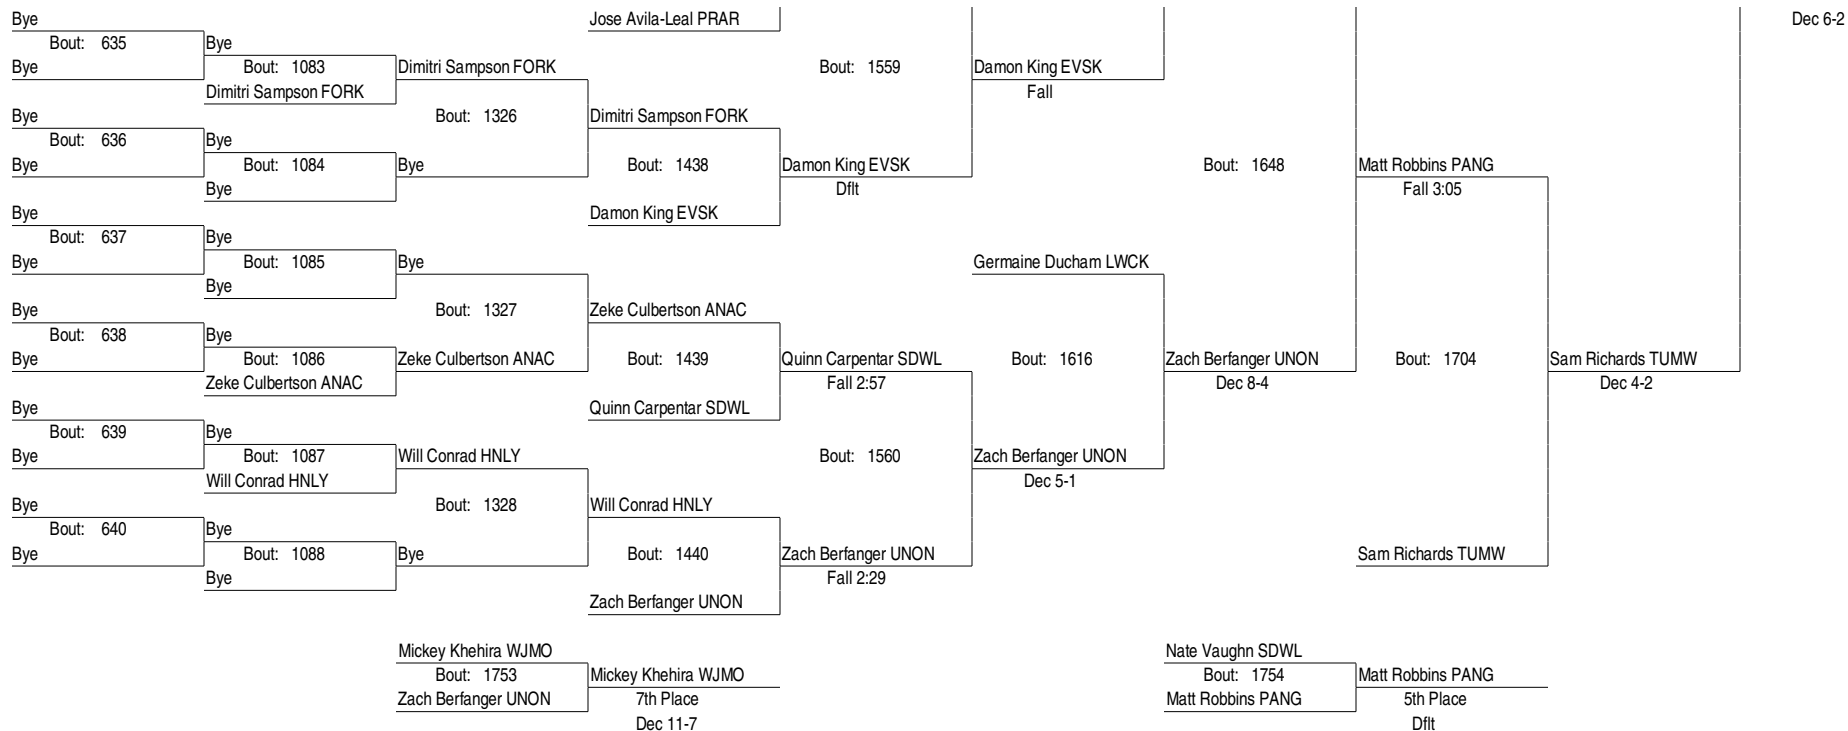 Bye Jose Avila-Leal PRAR Dec 6-2
Bout: 635 Bye
Bye Bout: 1083 Dimitri Sampson FORK Bout: 1559 Damon King EVSK
Dimitri Sampson FORK Fall
Bye Bout: 1326 Dimitri Sampson FORK
Bout: 636 Bye
Bye Bout: 1084 Bye Bout: 1438 Damon King EVSK Bout: 1648 Matt Robbins PANG
Bye Dflt Fall 3:05
Bye Damon King EVSK
Bout: 637 Bye
Bye Bout: 1085 Bye Germaine Ducham LWCK
Bye
Bye Bout: 1327 Zeke Culbertson ANAC
Bout: 638 Bye
Bye Bout: 1086 Zeke Culbertson ANAC Bout: 1439 Quinn Carpentar SDWL Bout: 1616 Zach Berfanger UNON Bout: 1704 Sam Richards TUMW
Zeke Culbertson ANAC Fall 2:57 Dec 8-4 Dec 4-2
Bye Quinn Carpentar SDWL
Bout: 639 Bye
Bye Bout: 1087 Will Conrad HNLY Bout: 1560 Zach Berfanger UNON
Will Conrad HNLY Dec 5-1
Bye Bout: 1328 Will Conrad HNLY
Bout: 640 Bye
Bye Bout: 1088 Bye Bout: 1440 Zach Berfanger UNON Sam Richards TUMW
Bye Fall 2:29
Zach Berfanger UNON
Mickey Khehira WJMO Nate Vaughn SDWL
Bout: 1753 Mickey Khehira WJMO Bout: 1754 Matt Robbins PANG
Zach Berfanger UNON 7th Place Matt Robbins PANG 5th Place
Dec 11-7 Dflt